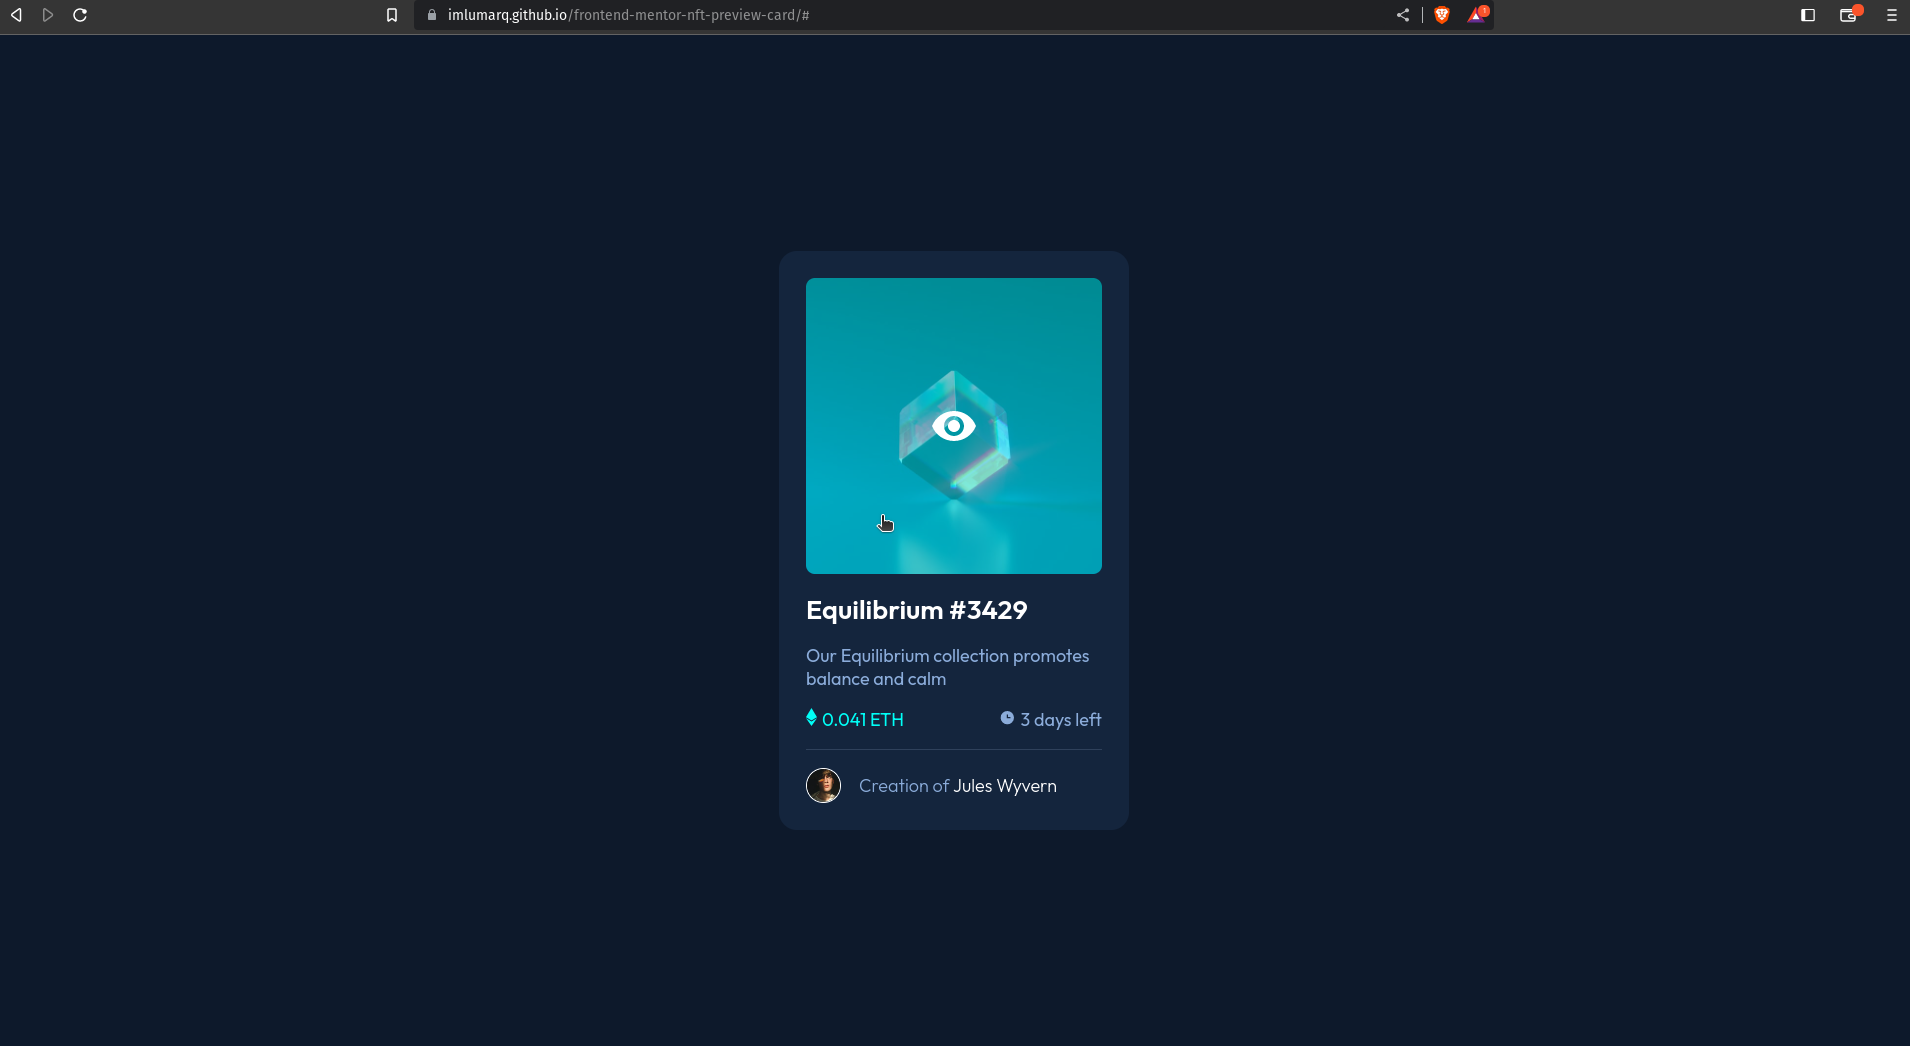 imlumarq.github.io/frontend-mentor-nft-preview-card/#
1
Equilibrium #3429
Our Equilibrium collection promotes
balance and calm
0.041 ETH
3 days left
Creation of Jules Wyvern